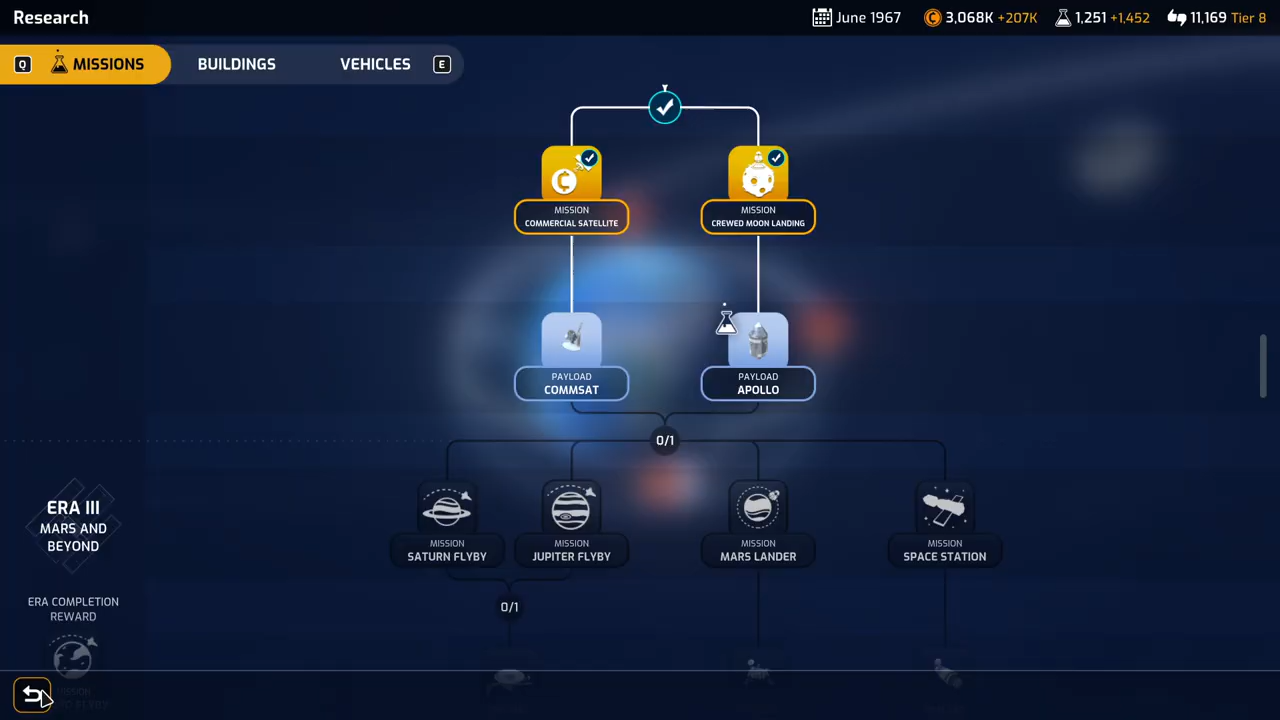 Research
June 1967
3,068K +207K
1,251 +1,452
11,169 Tier 8
Q
MISSIONS
BUILDINGS
VEHICLES
E
MISSION
COMMERCIAL SATELLITE
MISSION
CREWED MOON LANDING
PAYLOAD
COMMSAT
PAYLOAD
APOLLO
0/1
ERA III
MARS AND
BEYOND
MISSION
SATURN FLYBY
MISSION
JUPITER FLYBY
MISSION
MARS LANDER
MISSION
SPACE STATION
0/1
ERA COMPLETION
REWARD
MISSION